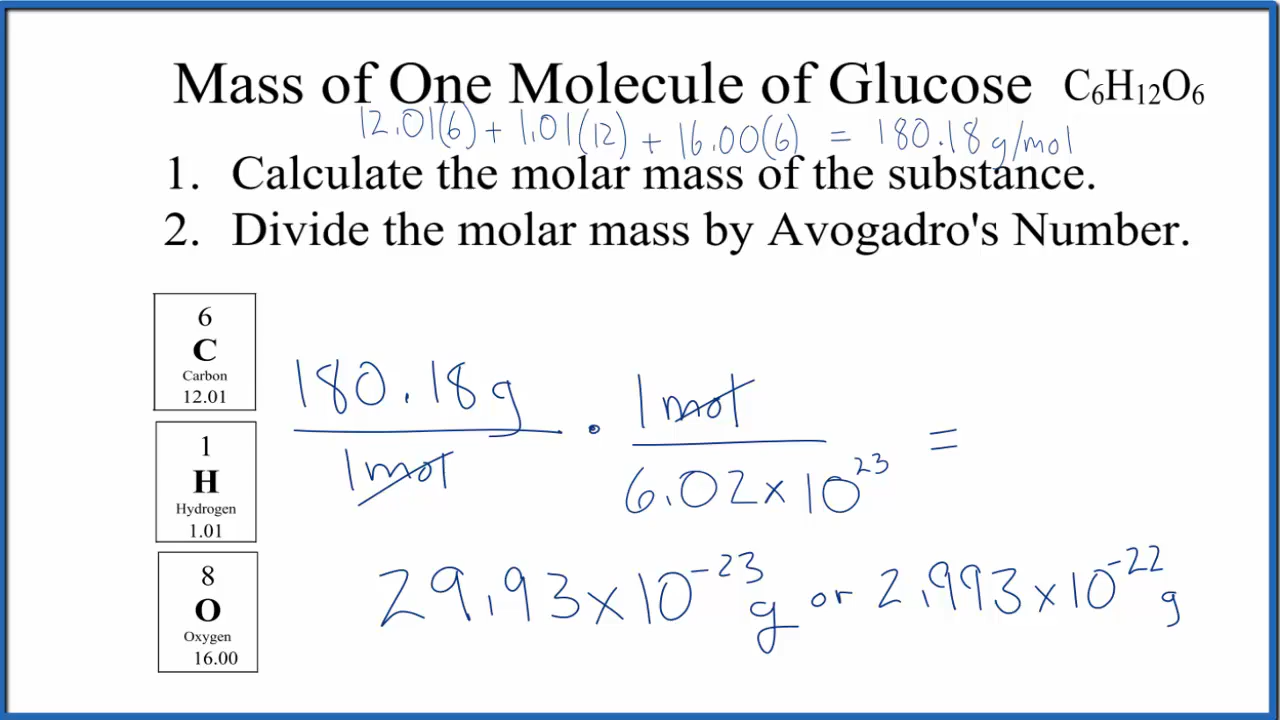 Mass of One Molecule of Glucose C₆H₁₂O₆
12.01(6) + 1.01(12) + 16.00(6) = 180.18 g/mol
1. Calculate the molar mass of the substance.
2. Divide the molar mass by Avogadro's Number.
6
C
Carbon
12.01
1
H
Hydrogen
1.01
8
O
Oxygen
16.00
180.18 g / 1 mol · 1 mol / 6.02 x 10²³ =
29.93 x 10⁻²³ g or 2.993 x 10⁻²² g